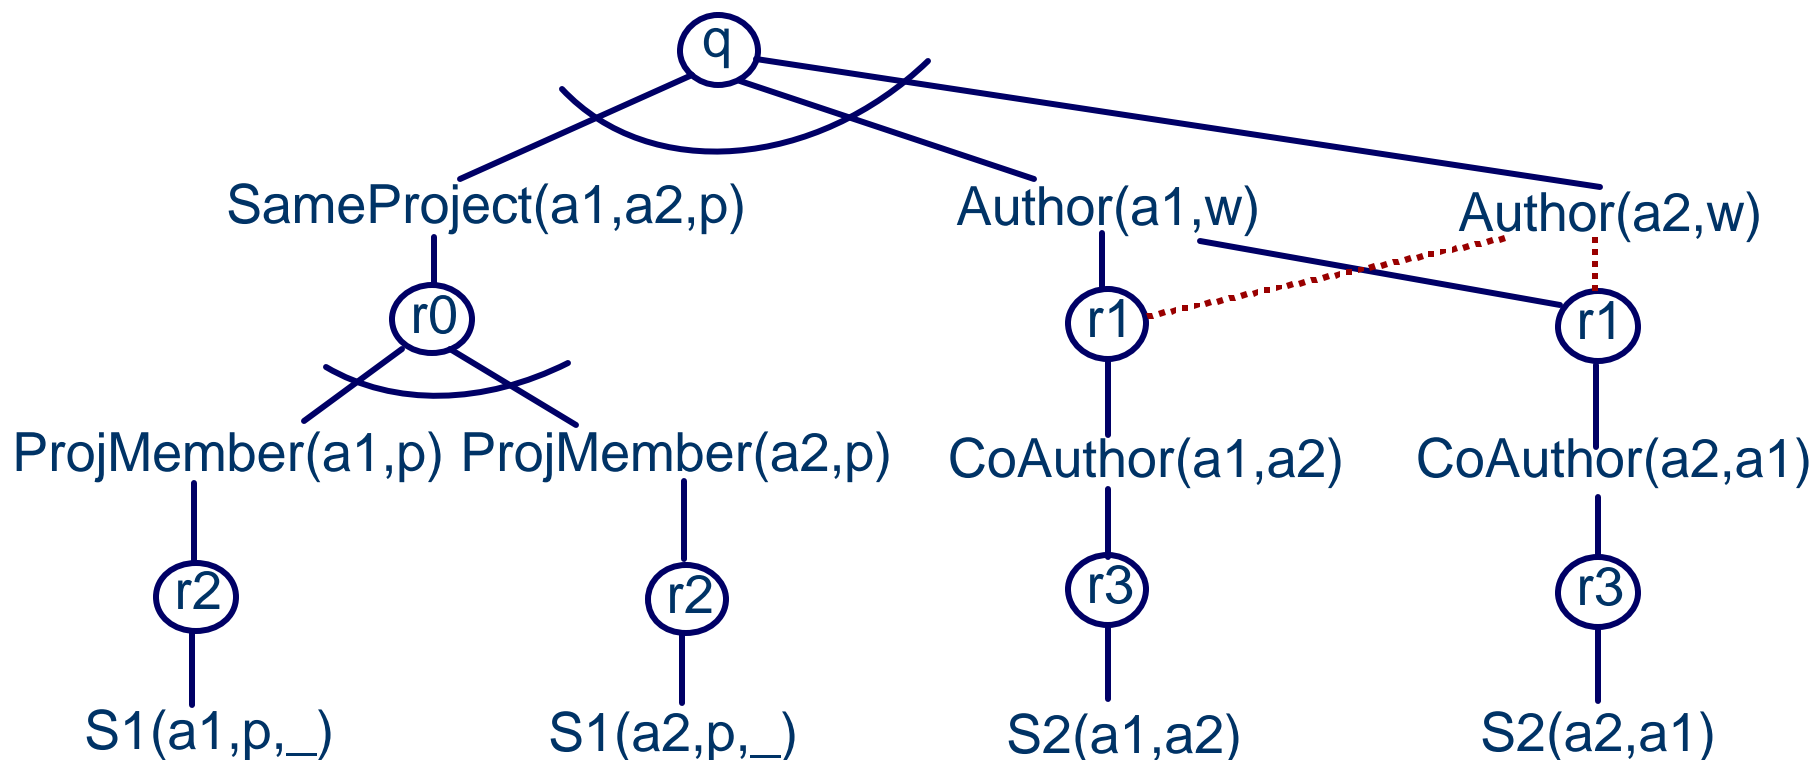 q
SameProject(a1,a2,p) Author(a1,w) Author(a2,w)
r0 r1 r1
ProjMember(a1,p) ProjMember(a2,p) CoAuthor(a1,a2) CoAuthor(a2,a1)
r2 r2 r3 r3
S1(a1,p,_) S1(a2,p,_) S2(a1,a2) S2(a2,a1)